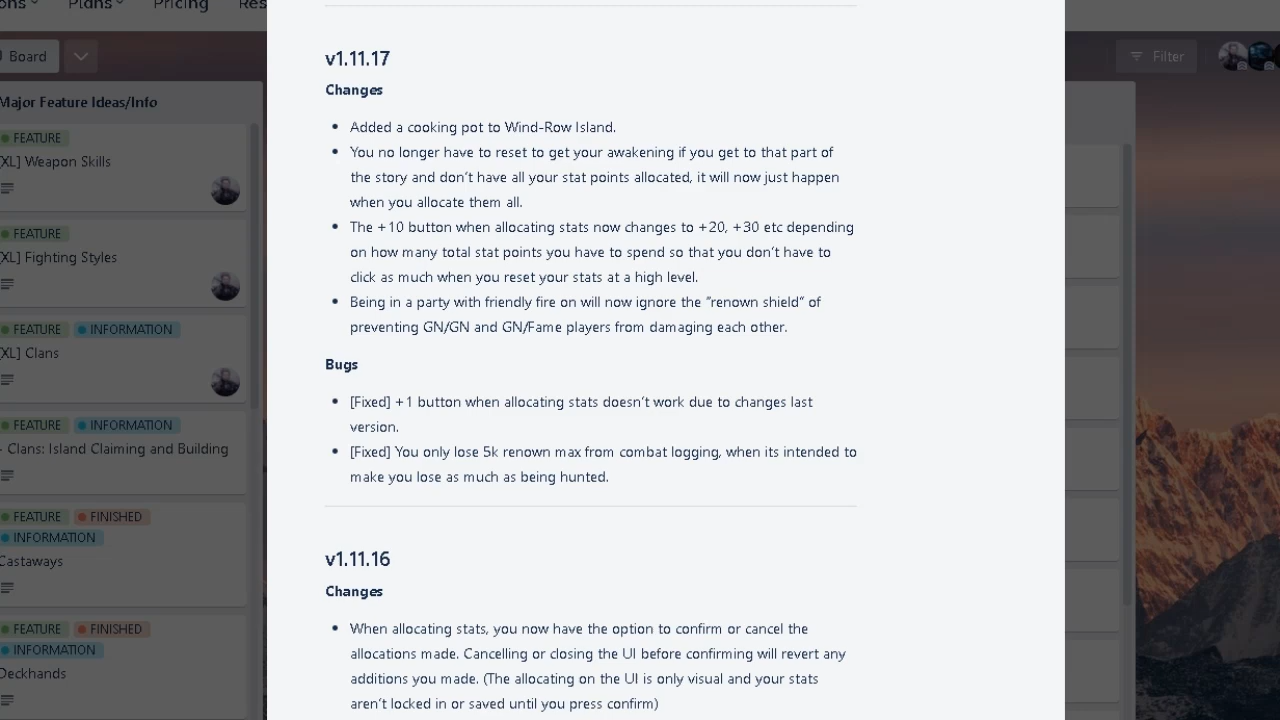 Plans
Pricing
Board
Filter
Major Feature Ideas/Info
FEATURE
[XL] Weapon Skills
FEATURE
[XL] Fighting Styles
FEATURE INFORMATION
[XL] Clans
FEATURE INFORMATION
- Clans: Island Claiming and Building
FEATURE FINISHED
INFORMATION
Castaways
FEATURE FINISHED
INFORMATION
Deckhands
v1.11.17
Changes
Added a cooking pot to Wind-Row Island.
You no longer have to reset to get your awakening if you get to that part of
the story and don't have all your stat points allocated, it will now just happen
when you allocate them all.
The +10 button when allocating stats now changes to +20, +30 etc depending
on how many total stat points you have to spend so that you don't have to
click as much when you reset your stats at a high level.
Being in a party with friendly fire on will now ignore the "renown shield" of
preventing GN/GN and GN/Fame players from damaging each other.
Bugs
[Fixed] +1 button when allocating stats doesn't work due to changes last
version.
[Fixed] You only lose 5k renown max from combat logging, when its intended to
make you lose as much as being hunted.
v1.11.16
Changes
When allocating stats, you now have the option to confirm or cancel the
allocations made. Cancelling or closing the UI before confirming will revert any
additions you made. (The allocating on the UI is only visual and your stats
aren't locked in or saved until you press confirm)